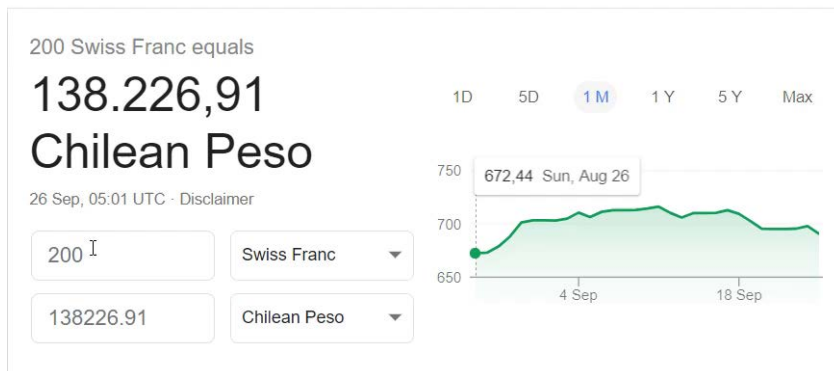 200 Swiss Franc equals
138.226,91
Chilean Peso
26 Sep, 05:01 UTC · Disclaimer
200 Swiss Franc
138226.91 Chilean Peso
1D 5D 1 M 1 Y 5 Y Max
750
672,44 Sun, Aug 26
700
650
4 Sep 18 Sep